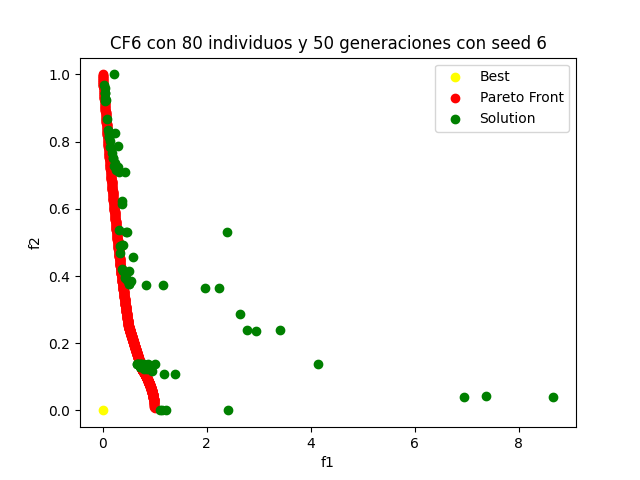 CF6 con 80 individuos y 50 generaciones con seed 6
Best
Pareto Front
Solution
1.0
0.8
0.6
0.4
0.2
0.0
f2
0
2
4
6
8
f1